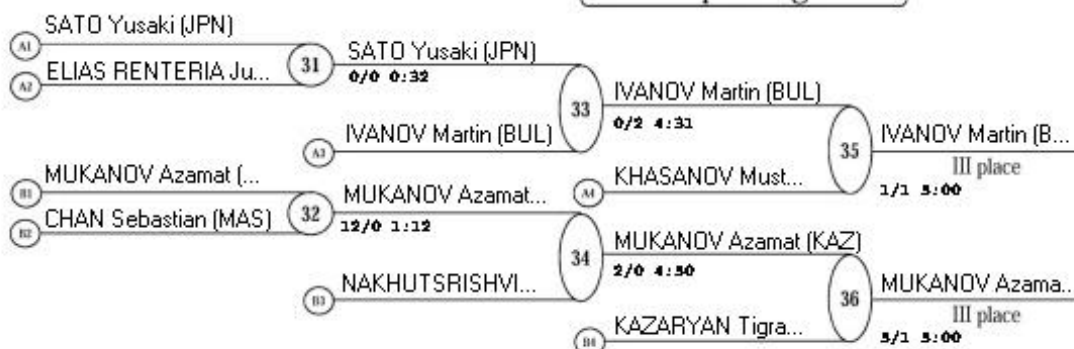 SATO Yusaki (JPN)
A1
ELIAS RENTERIA Ju...
A2
31
SATO Yusaki (JPN)
0/0 0:32
IVANOV Martin (BUL)
A3
33
IVANOV Martin (BUL)
0/2 4:31
KHASANOV Must...
A4
35
IVANOV Martin (B...
III place
1/1 5:00
MUKANOV Azamat (...
B1
CHAN Sebastian (MAS)
B2
32
MUKANOV Azamat...
12/0 1:12
NAKHUTSRISHVI...
B3
34
MUKANOV Azamat (KAZ)
2/0 4:50
KAZARYAN Tigra...
B4
36
MUKANOV Azama...
III place
3/1 5:00